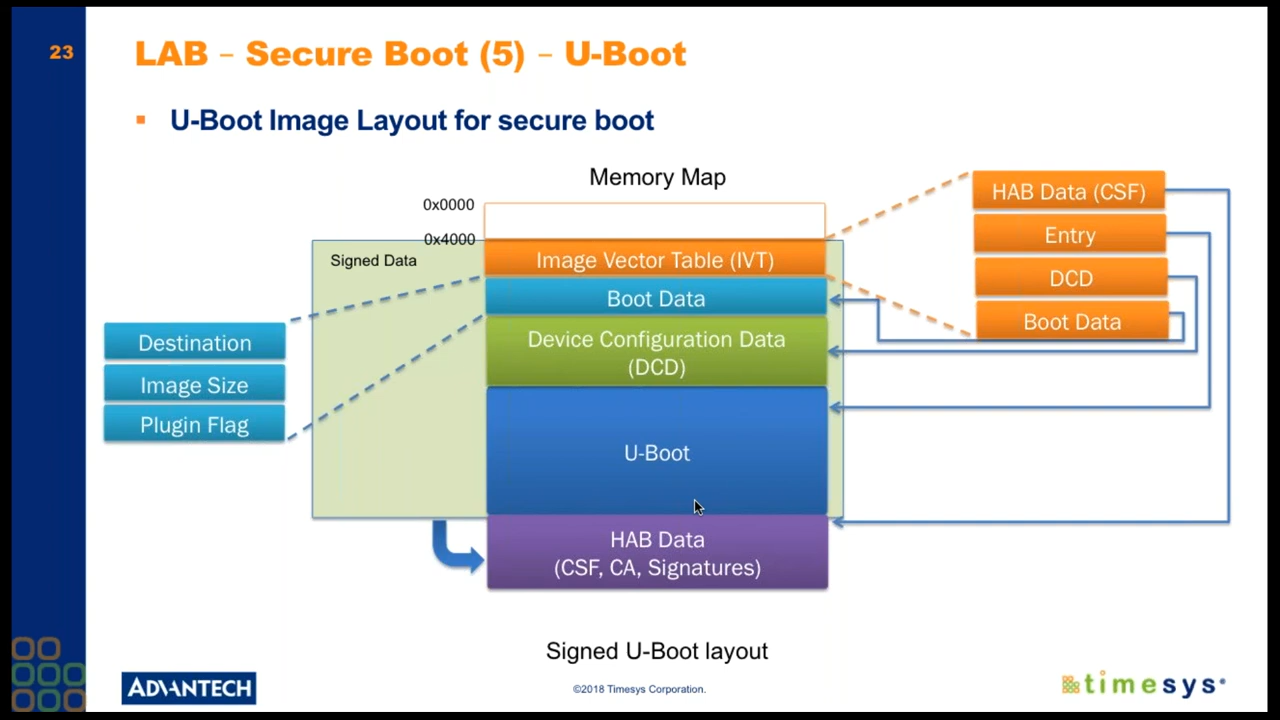 23
LAB – Secure Boot (5) – U-Boot
U-Boot Image Layout for secure boot
Memory Map
0x0000
0x4000
Signed Data
Image Vector Table (IVT)
Boot Data
Device Configuration Data
(DCD)
U-Boot
HAB Data
(CSF, CA, Signatures)
Destination
Image Size
Plugin Flag
HAB Data (CSF)
Entry
DCD
Boot Data
Signed U-Boot layout
ADVANTECH
©2018 Timesys Corporation.
timesys